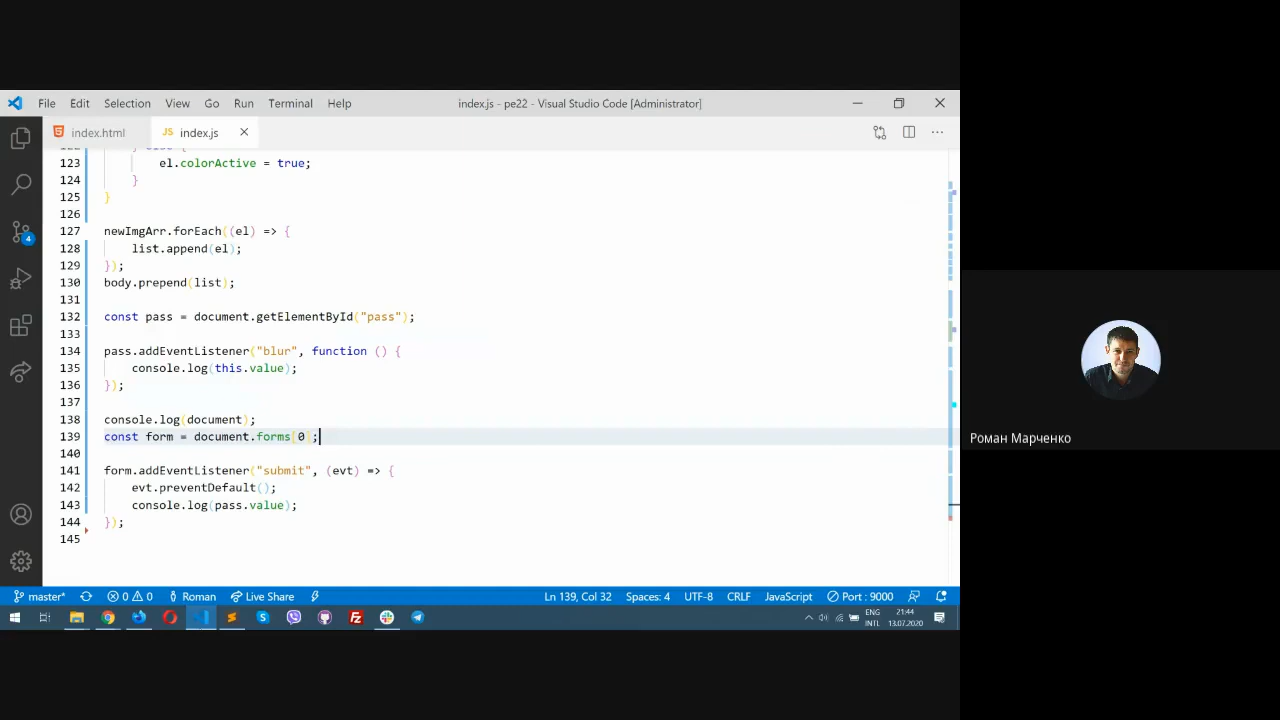 File Edit Selection View Go Run Terminal Help index.js - pe22 - Visual Studio Code [Administrator]
index.html JS index.js
123 el.colorActive = true;
124 }
125 }
126
127 newImgArr.forEach((el) => {
128 list.append(el);
129 });
130 body.prepend(list);
131
132 const pass = document.getElementById("pass");
133
134 pass.addEventListener("blur", function () {
135 console.log(this.value);
136 });
137
138 console.log(document);
139 const form = document.forms[0];
140
141 form.addEventListener("submit", (evt) => {
142 evt.preventDefault();
143 console.log(pass.value);
144 });
145
4
Роман Марченко
master* 0 0 Roman Live Share Ln 139, Col 32 Spaces: 4 UTF-8 CRLF JavaScript Port : 9000
ENG 21:44
INTL 13.07.2020